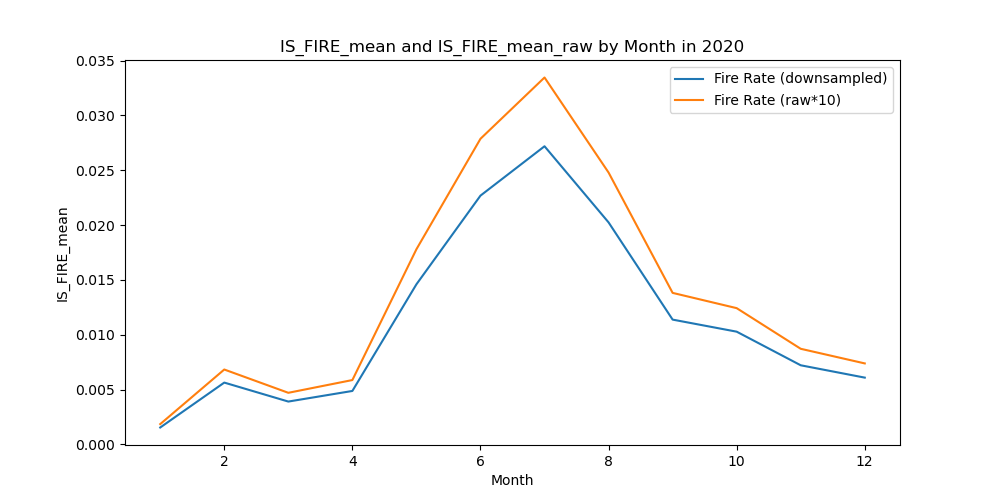 IS_FIRE_mean and IS_FIRE_mean_raw by Month in 2020
Fire Rate (downsampled)
Fire Rate (raw*10)
IS_FIRE_mean
0.035
0.030
0.025
0.020
0.015
0.010
0.005
0.000
2 4 6 8 10 12
Month